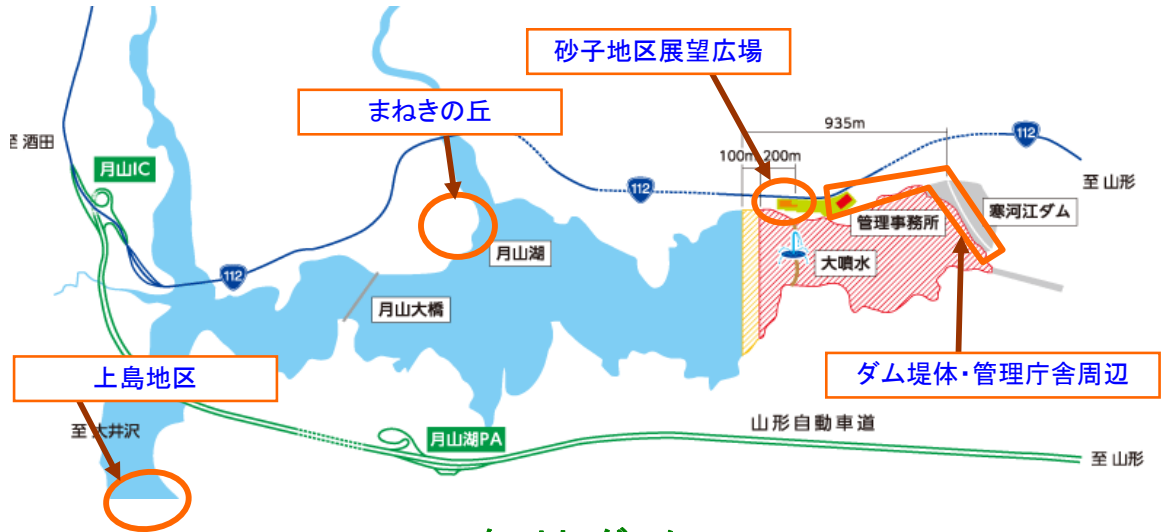 砂子地区展望広場
まねきの丘
935m
至 酒田
112
100m
200m
月山IC
至 山形
112
寒河江ダム
管理事務所
月山湖
大噴水
112
月山大橋
上島地区
ダム堤体・管理庁舎周辺
山形自動車道
至 大井沢
月山湖PA
至 山形